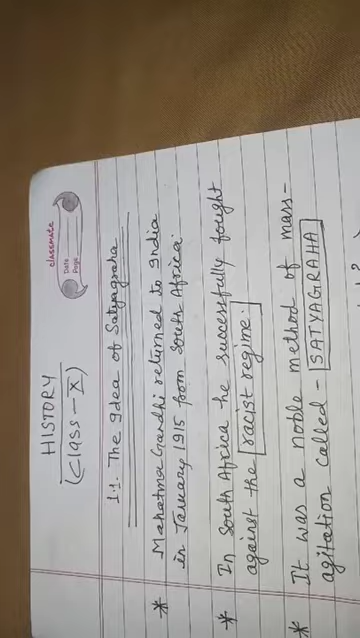 classmate
Date
Page
HISTORY
(Class - X)
1.1. The Idea of Satyagraha
* Mahatma Gandhi returned to India
in January 1915 from South Africa.
* In South Africa he successfully fought
against the racist regime.
* It was a noble method of mass-
agitation called - SATYAGRAHA